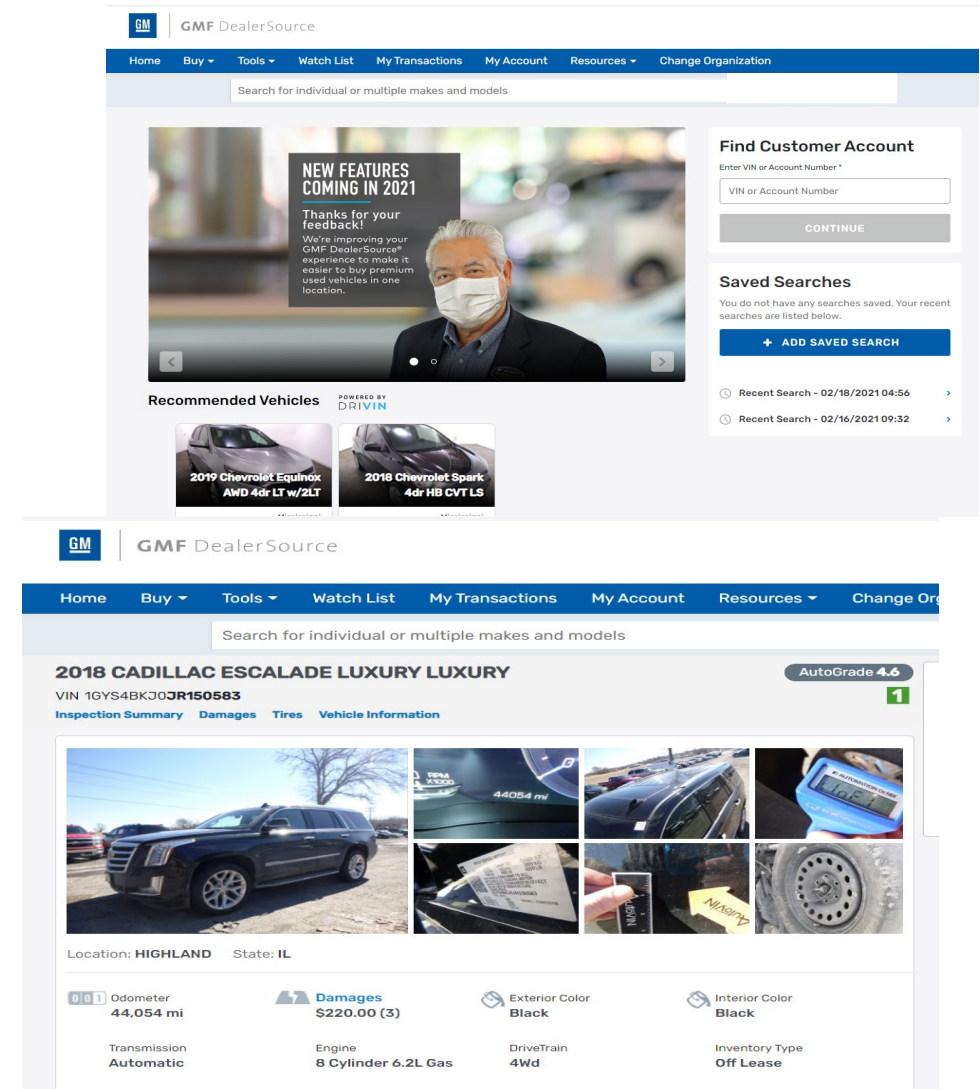 GM GMF DealerSource
Home Buy Tools Watch List My Transactions My Account Resources Change Organization
Search for individual or multiple makes and models
NEW FEATURES
COMING IN 2021
Thanks for your
feedback!
We're improving your
GMF DealerSource®
experience to make it
easier to buy premium
used vehicles in one
location.
Find Customer Account
Enter VIN or Account Number *
VIN or Account Number
CONTINUE
Saved Searches
You do not have any searches saved. Your recent
searches are listed below.
+ ADD SAVED SEARCH
Recent Search - 02/18/2021 04:56
Recent Search - 02/16/2021 09:32
Recommended Vehicles POWERED BY
DRIVIN
2019 Chevrolet Equinox
AWD 4dr LT w/2LT
2018 Chevrolet Spark
4dr HB CVT LS
GM GMF DealerSource
Home Buy Tools Watch List My Transactions My Account Resources Change Org
Search for individual or multiple makes and models
2018 CADILLAC ESCALADE LUXURY LUXURY
AutoGrade 4.6
VIN 1GYS4BKJ0JR150583
1
Inspection Summary Damages Tires Vehicle Information
RPM
X1000
44054 mi
AutoVIN
Location: HIGHLAND State: IL
001 Odometer
44,054 mi
Damages
$220.00 (3)
Exterior Color
Black
Interior Color
Black
Transmission
Automatic
Engine
8 Cylinder 6.2L Gas
DriveTrain
4Wd
Inventory Type
Off Lease